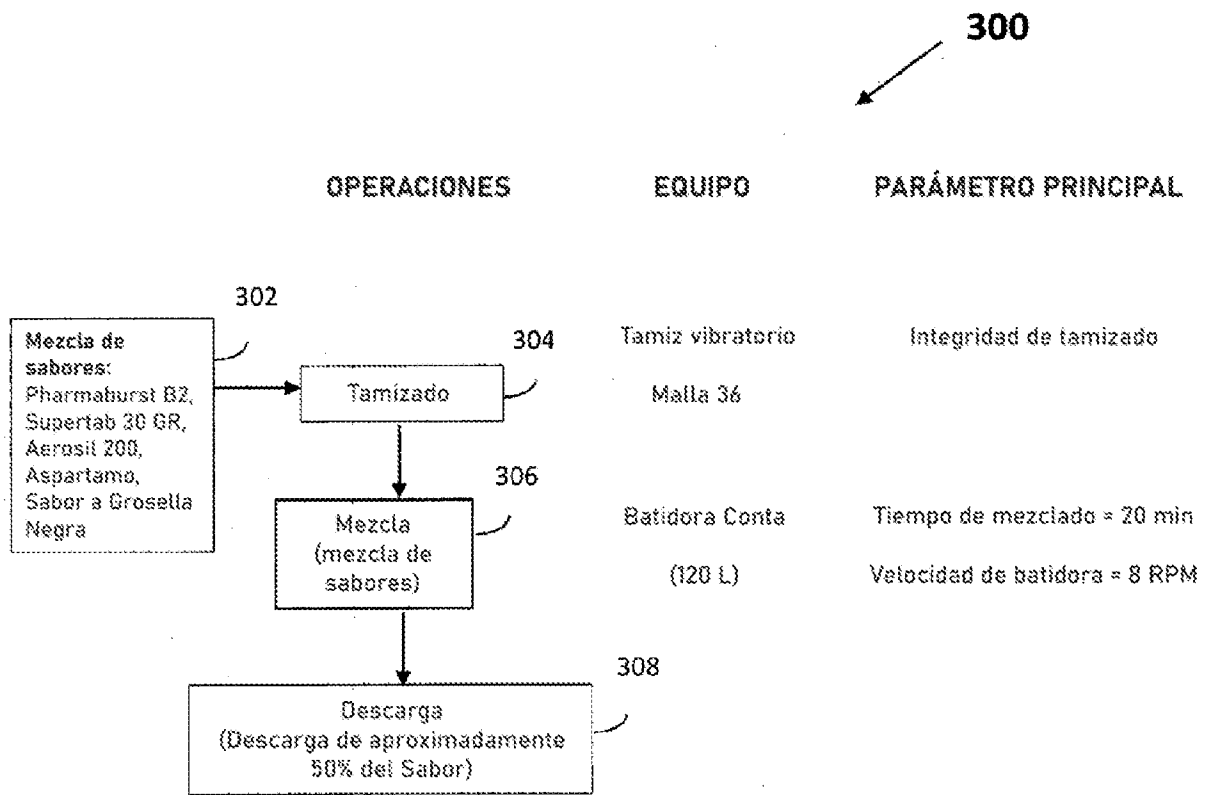 300
OPERACIONES EQUIPO PARÁMETRO PRINCIPAL
302
Mezcla de
sabores:
Pharmaburst B2,
Supertab 30 GR,
Aerosil 200,
Aspartamo,
Sabor a Grosella
Negra
304
Tamizado
Tamiz vibratorio
Malla 36
Integridad de tamizado
306
Mezcla
(mezcla de
sabores)
Batidora Conta
(120 L)
Tiempo de mezclado = 20 min
Velocidad de batidora = 8 RPM
308
Descarga
(Descarga de aproximadamente
50% del Sabor)